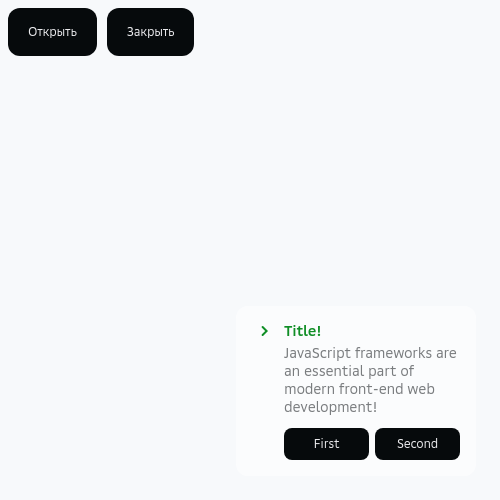 Открыть Закрыть
Title!
JavaScript frameworks are
an essential part of
modern front-end web
development!
First Second